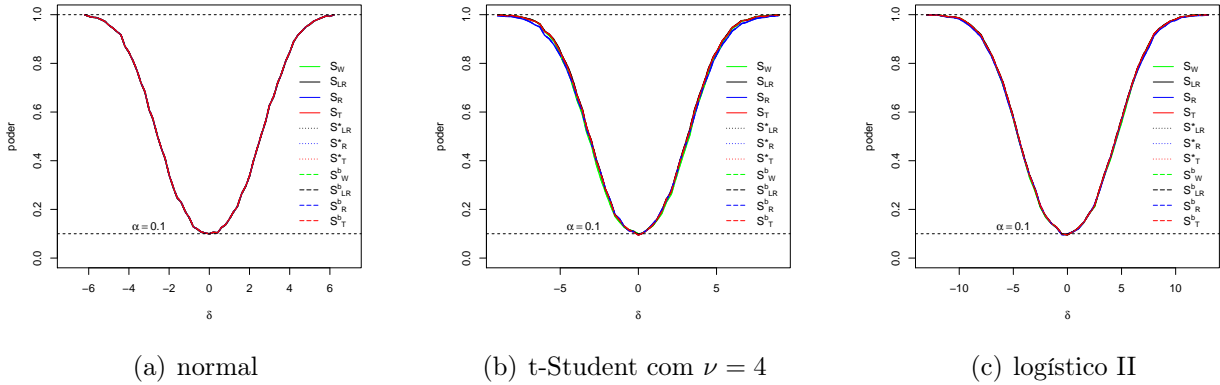 poder
1.0
0.8
0.6
0.4
0.2
0.0
α = 0.1
S_W
S_LR
S_R
S_T
S*_LR
S*_R
S*_T
S^b_W
S^b_LR
S^b_R
S^b_T
−6 −4 −2 0 2 4 6
δ
(a) normal
poder
1.0
0.8
0.6
0.4
0.2
0.0
α = 0.1
S_W
S_LR
S_R
S_T
S*_LR
S*_R
S*_T
S^b_W
S^b_LR
S^b_R
S^b_T
−5 0 5
δ
(b) t-Student com ν = 4
poder
1.0
0.8
0.6
0.4
0.2
0.0
α = 0.1
S_W
S_LR
S_R
S_T
S*_LR
S*_R
S*_T
S^b_W
S^b_LR
S^b_R
S^b_T
−10 −5 0 5 10
δ
(c) logístico II